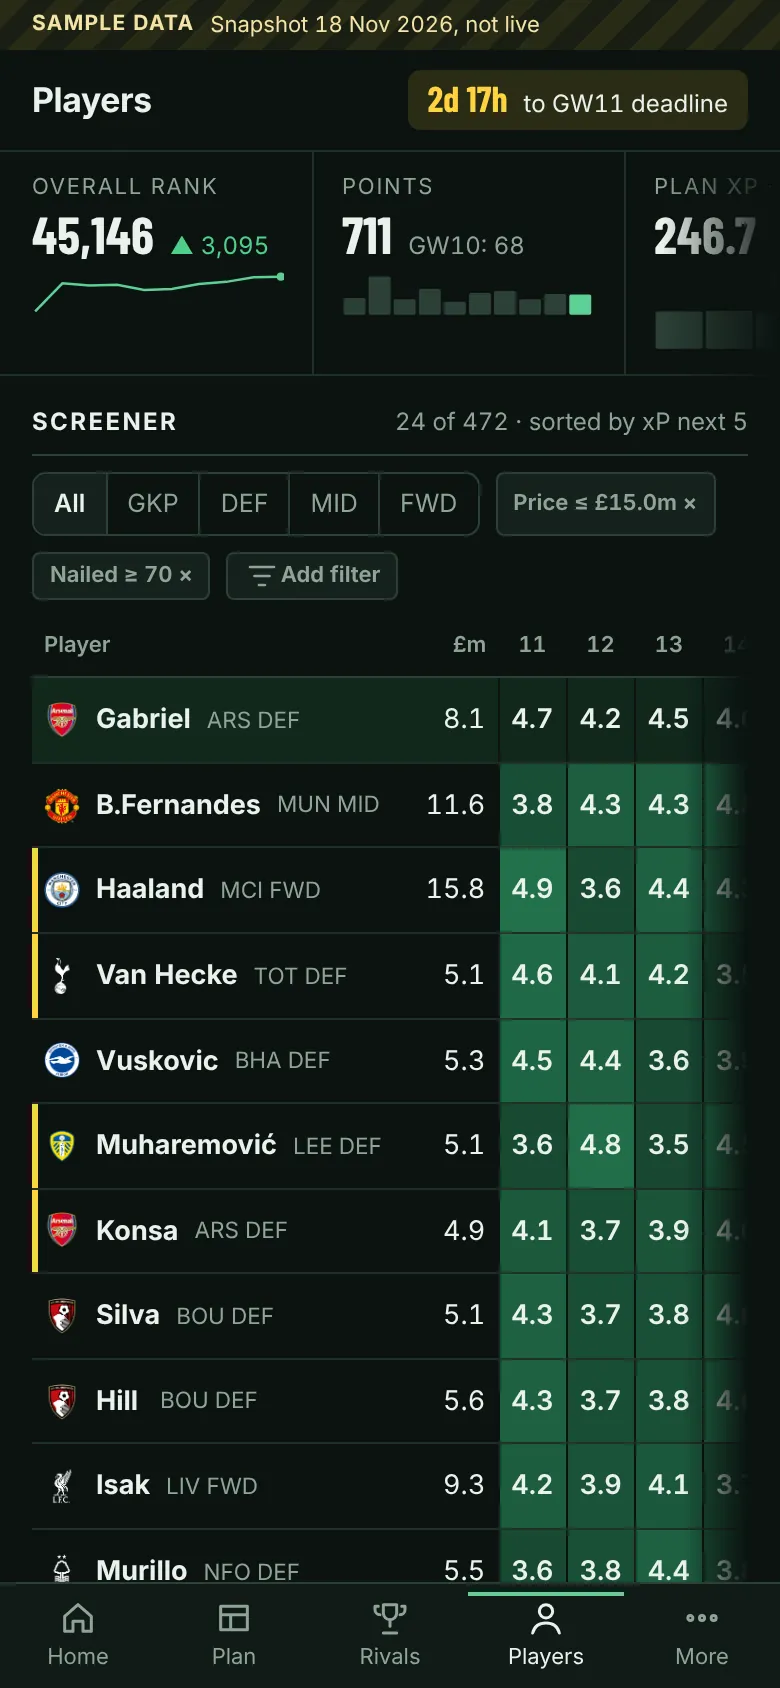 SAMPLE DATA Snapshot 18 Nov 2026, not live
Players 2d 17h to GW11 deadline
OVERALL RANK POINTS PLAN XP
45,146 ▲ 3,095 711 GW10: 68 246.7
SCREENER 24 of 472 · sorted by xP next 5
All GKP DEF MID FWD Price ≤ £15.0m ×
Nailed ≥ 70 × Add filter
Player £m 11 12 13 14
Gabriel ARS DEF 8.1 4.7 4.2 4.5
B.Fernandes MUN MID 11.6 3.8 4.3 4.3
Haaland MCI FWD 15.8 4.9 3.6 4.4
Van Hecke TOT DEF 5.1 4.6 4.1 4.2
Vuskovic BHA DEF 5.3 4.5 4.4 3.6
Muharemović LEE DEF 5.1 3.6 4.8 3.5
Konsa ARS DEF 4.9 4.1 3.7 3.9
Silva BOU DEF 5.1 4.3 3.7 3.8
Hill BOU DEF 5.6 4.3 3.7 3.8
Isak LIV FWD 9.3 4.2 3.9 4.1
Murillo NFO DEF 5.5 3.6 3.8 4.4
Home Plan Rivals Players More